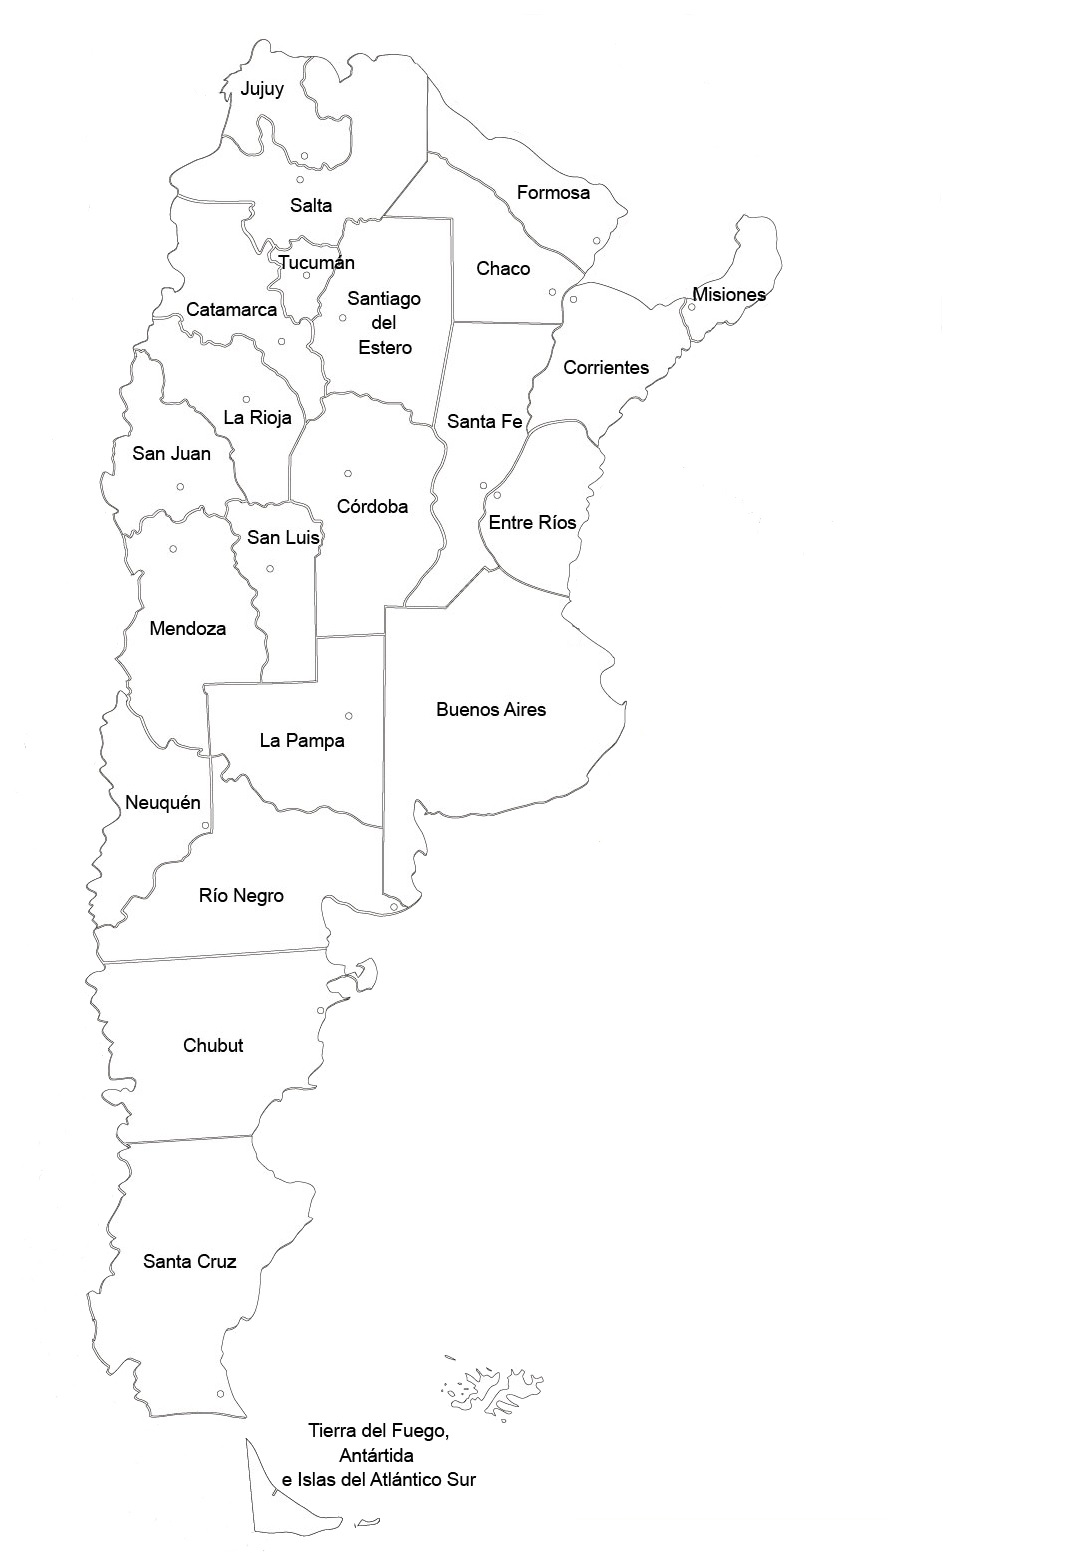 Jujuy
Formosa
Salta
Tucumán
Chaco
Misiones
Santiago
del
Estero
Catamarca
Corrientes
La Rioja
Santa Fe
San Juan
Córdoba
Entre Ríos
San Luis
Mendoza
Buenos Aires
La Pampa
Neuquén
Río Negro
Chubut
Santa Cruz
Tierra del Fuego,
Antártida
e Islas del Atlántico Sur